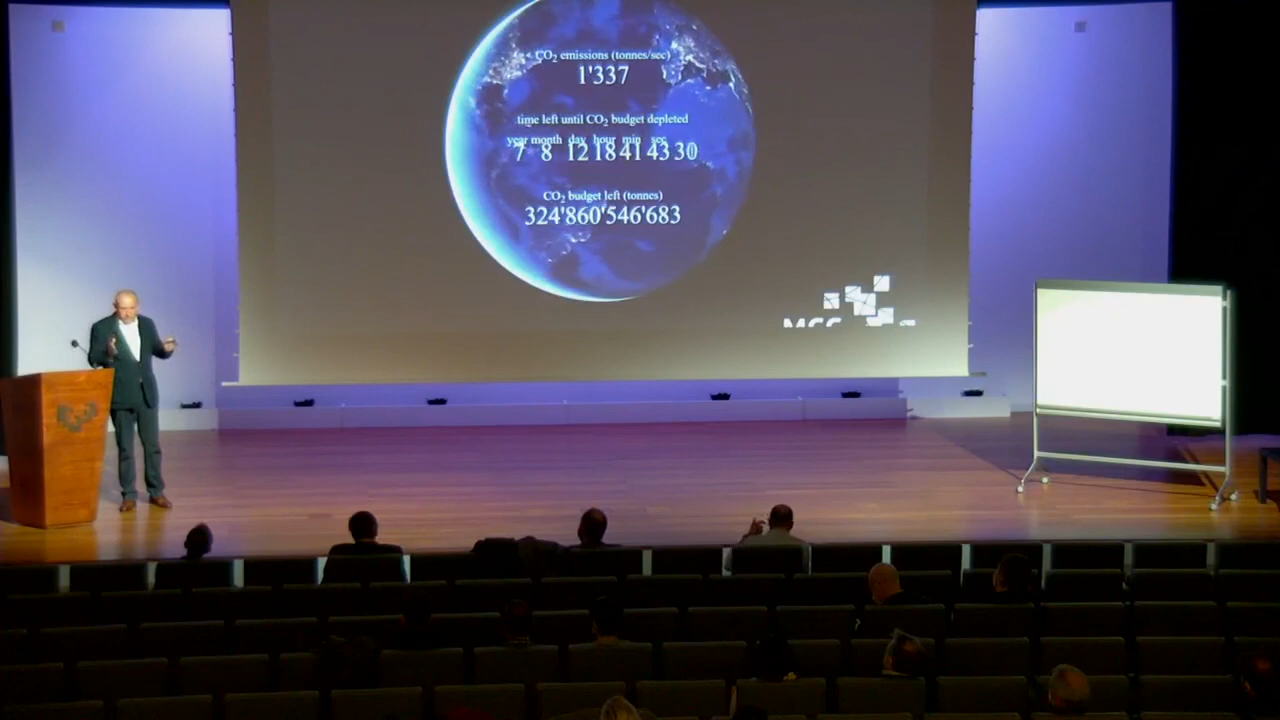 CO₂ emissions (tonnes/sec)
1'337
time left until CO₂ budget depleted
year month day hour min sec
7 8 12 18 41 43 30
CO₂ budget left (tonnes)
324'860'546'683
MCC